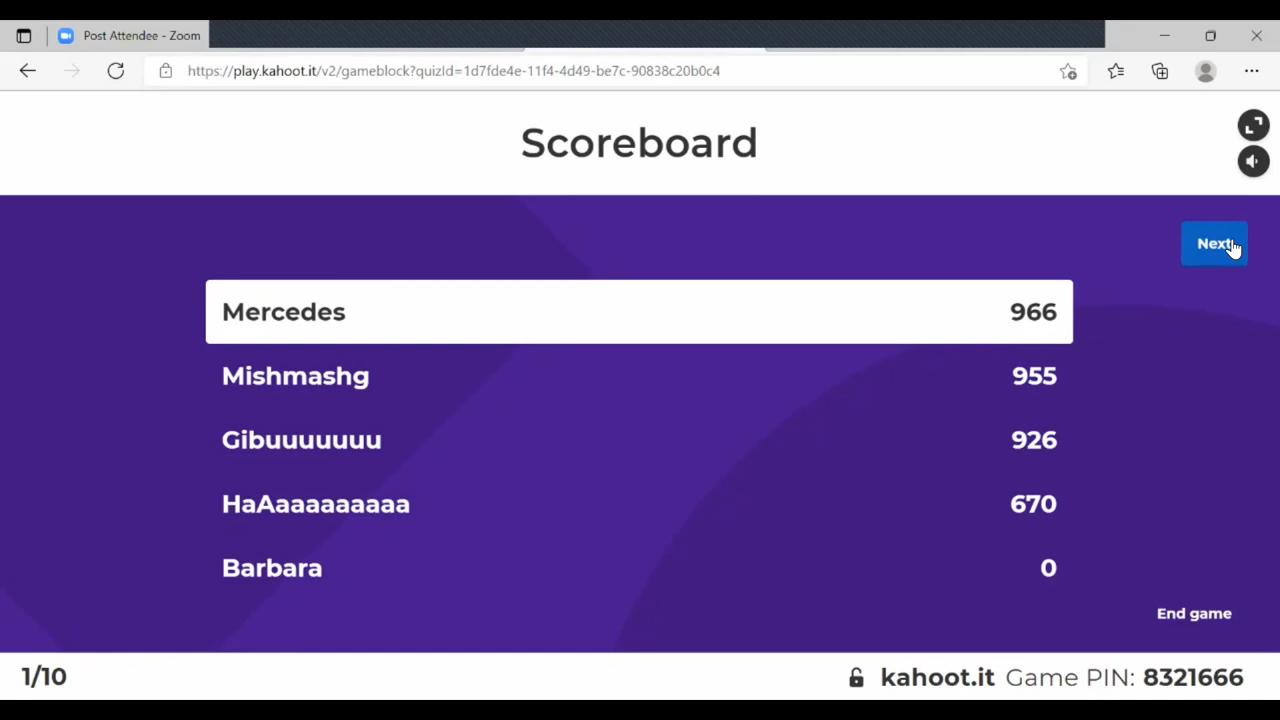 Post Attendee - Zoom
https://play.kahoot.it/v2/gameblock?quizId=1d7fde4e-11f4-4d49-be7c-90838c20b0c4
Scoreboard
Next
Mercedes 966
Mishmashg 955
Gibuuuuuuu 926
HaAaaaaaaaaa 670
Barbara 0
End game
1/10 kahoot.it Game PIN: 8321666